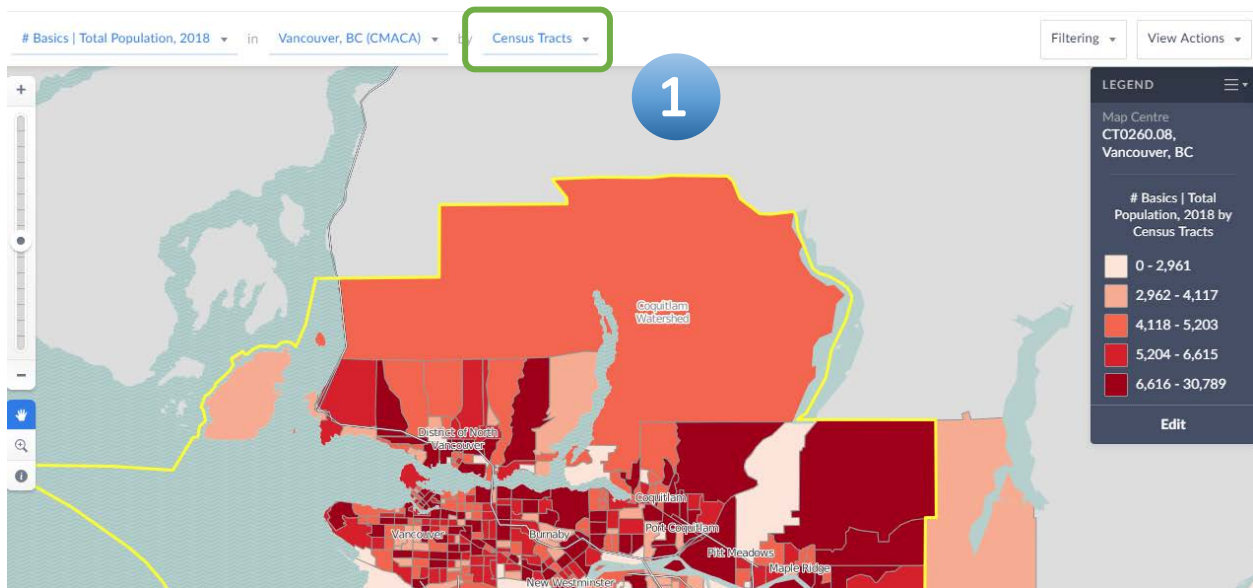 # Basics | Total Population, 2018 in Vancouver, BC (CMACA) by Census Tracts
Filtering
View Actions
1
+
−
LEGEND
Map Centre
CT0260.08,
Vancouver, BC
# Basics | Total
Population, 2018 by
Census Tracts
0 - 2,961
2,962 - 4,117
4,118 - 5,203
5,204 - 6,615
6,616 - 30,789
Edit
Coquitlam
Watershed
District of North
Vancouver
Coquitlam
Vancouver
Burnaby
Port Coquitlam
Pitt Meadows
Maple Ridge
New Westminster